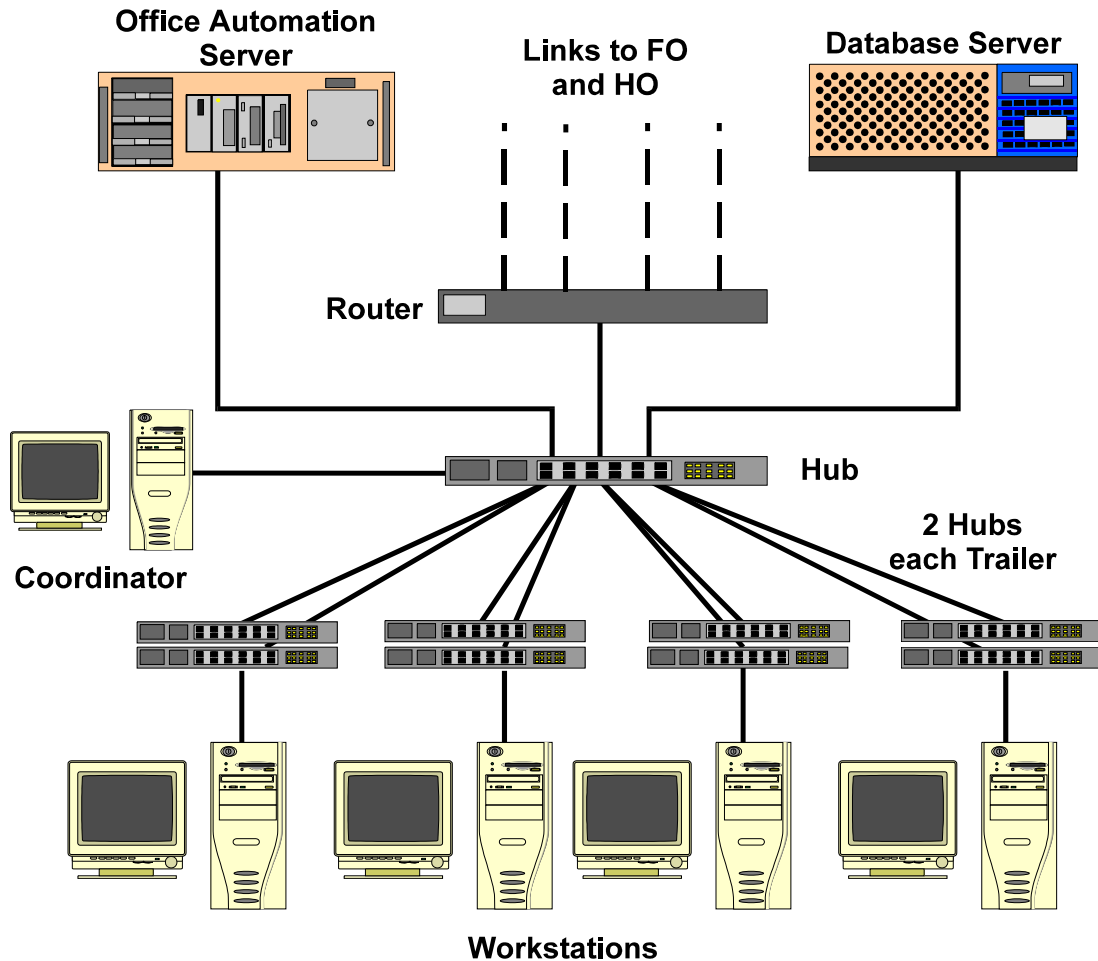 Office Automation
Server
Links to FO
and HO
Database Server
Router
Hub
2 Hubs
each Trailer
Coordinator
Workstations